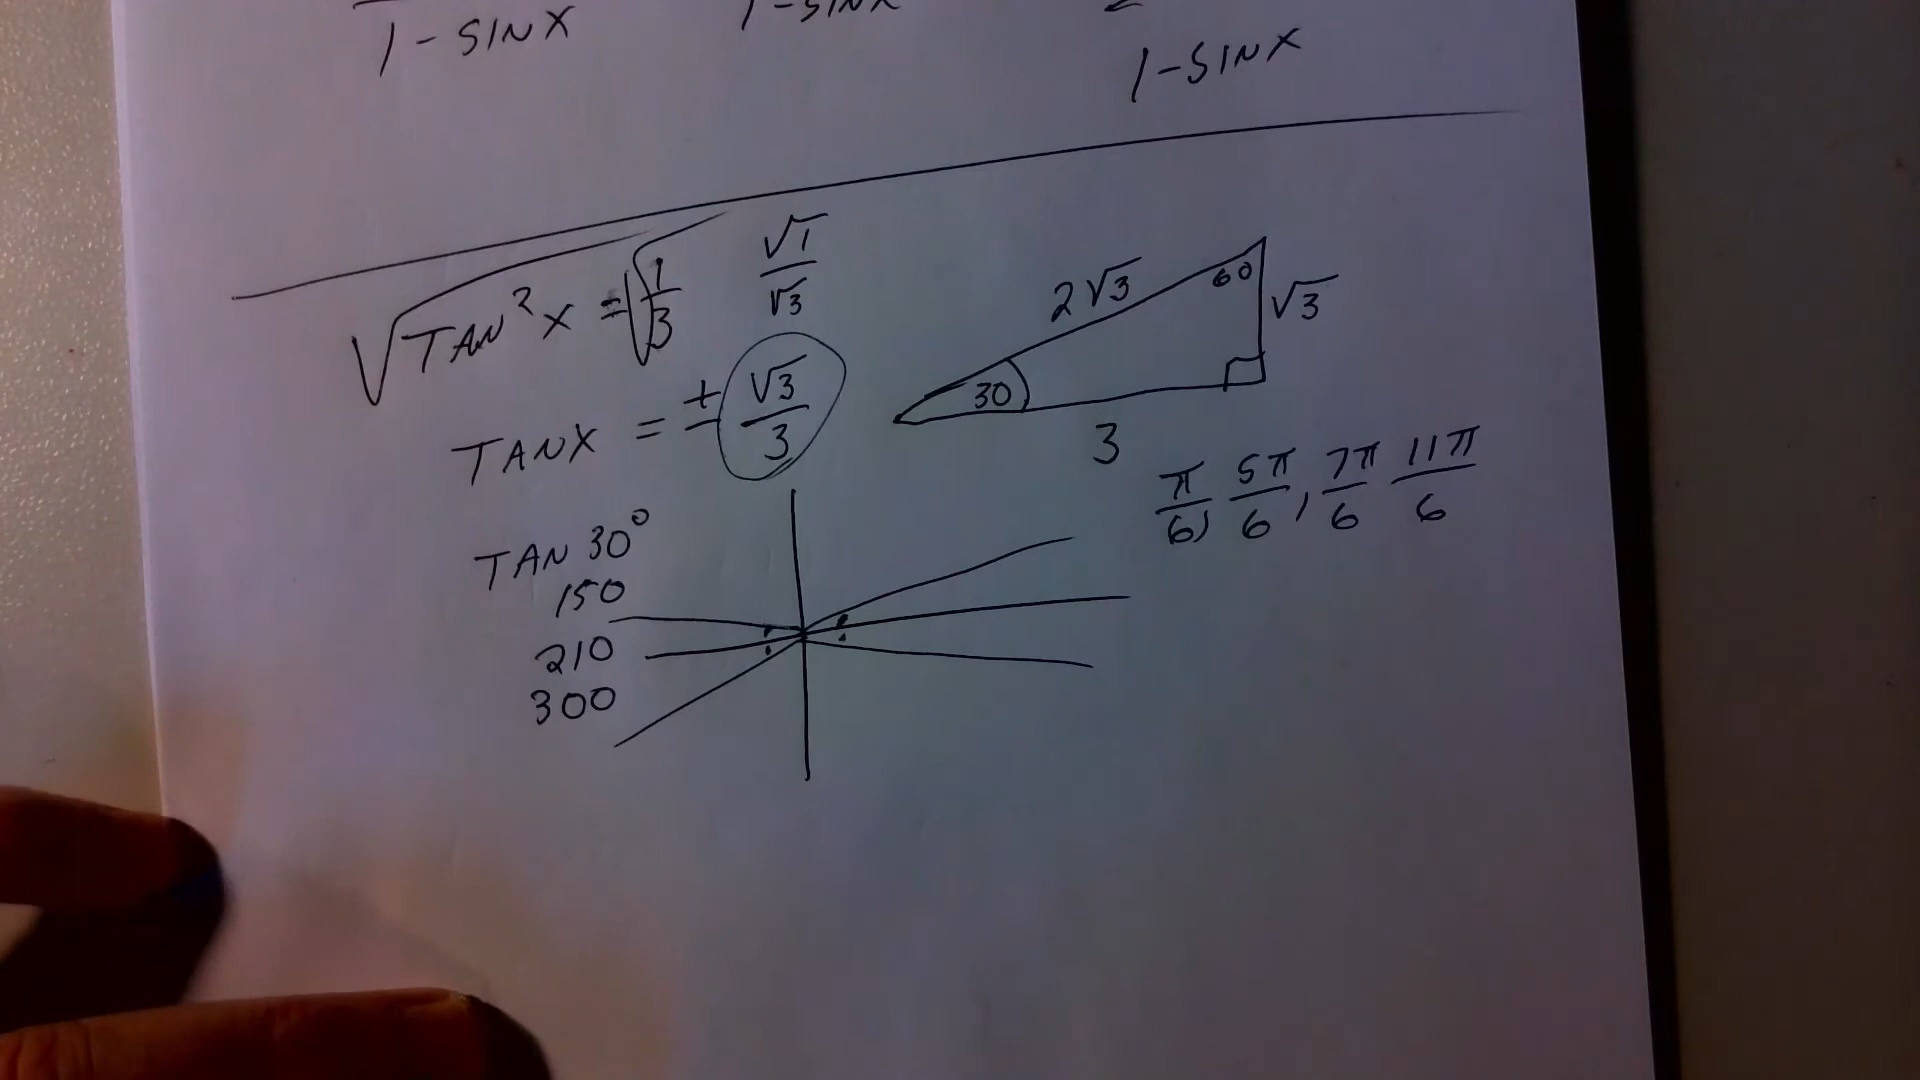 1-SINX 1-SINX 1-SINX
√TAN²X = √1/3 √1/√3
2√3 60 √3
30
3
TANX = ± √3/3
π/6, 5π/6, 7π/6 11π/6
TAN 30°
150
210
300